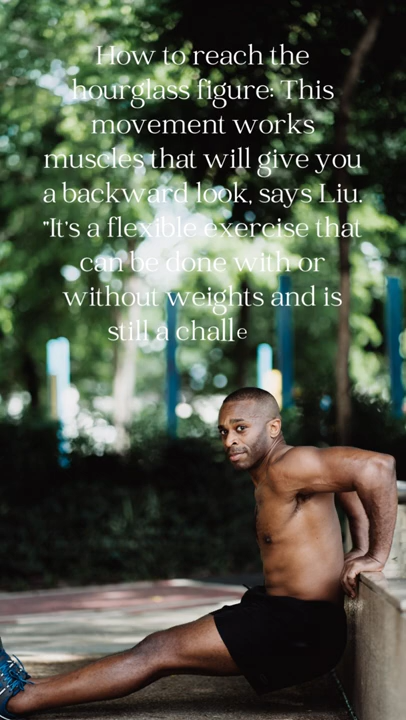 How to reach the
hourglass figure: This
movement works
muscles that will give you
a backward look, says Liu.
"It's a flexible exercise that
can be done with or
without weights and is
still a challe